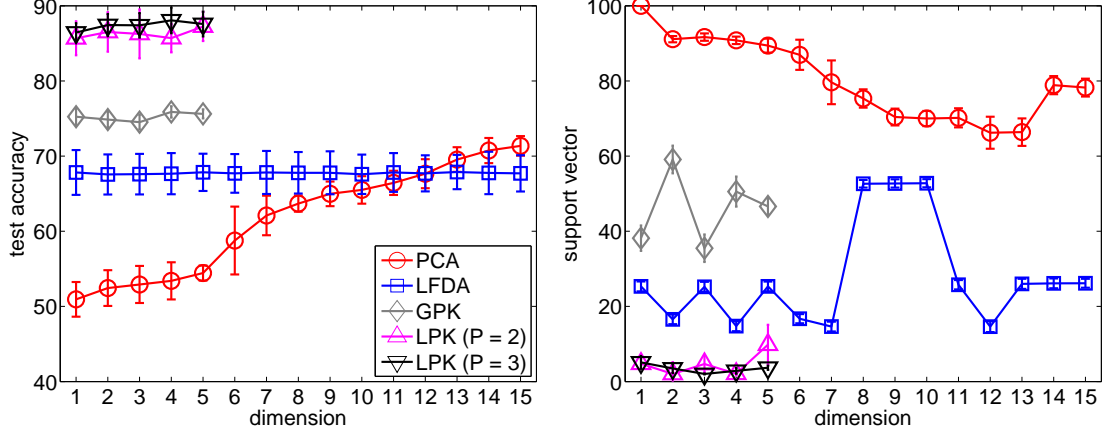 90
80
70
60
50
40
test accuracy
PCA
LFDA
GPK
LPK (P = 2)
LPK (P = 3)
1 2 3 4 5 6 7 8 9 10 11 12 13 14 15
dimension
100
80
60
40
20
0
support vector
1 2 3 4 5 6 7 8 9 10 11 12 13 14 15
dimension